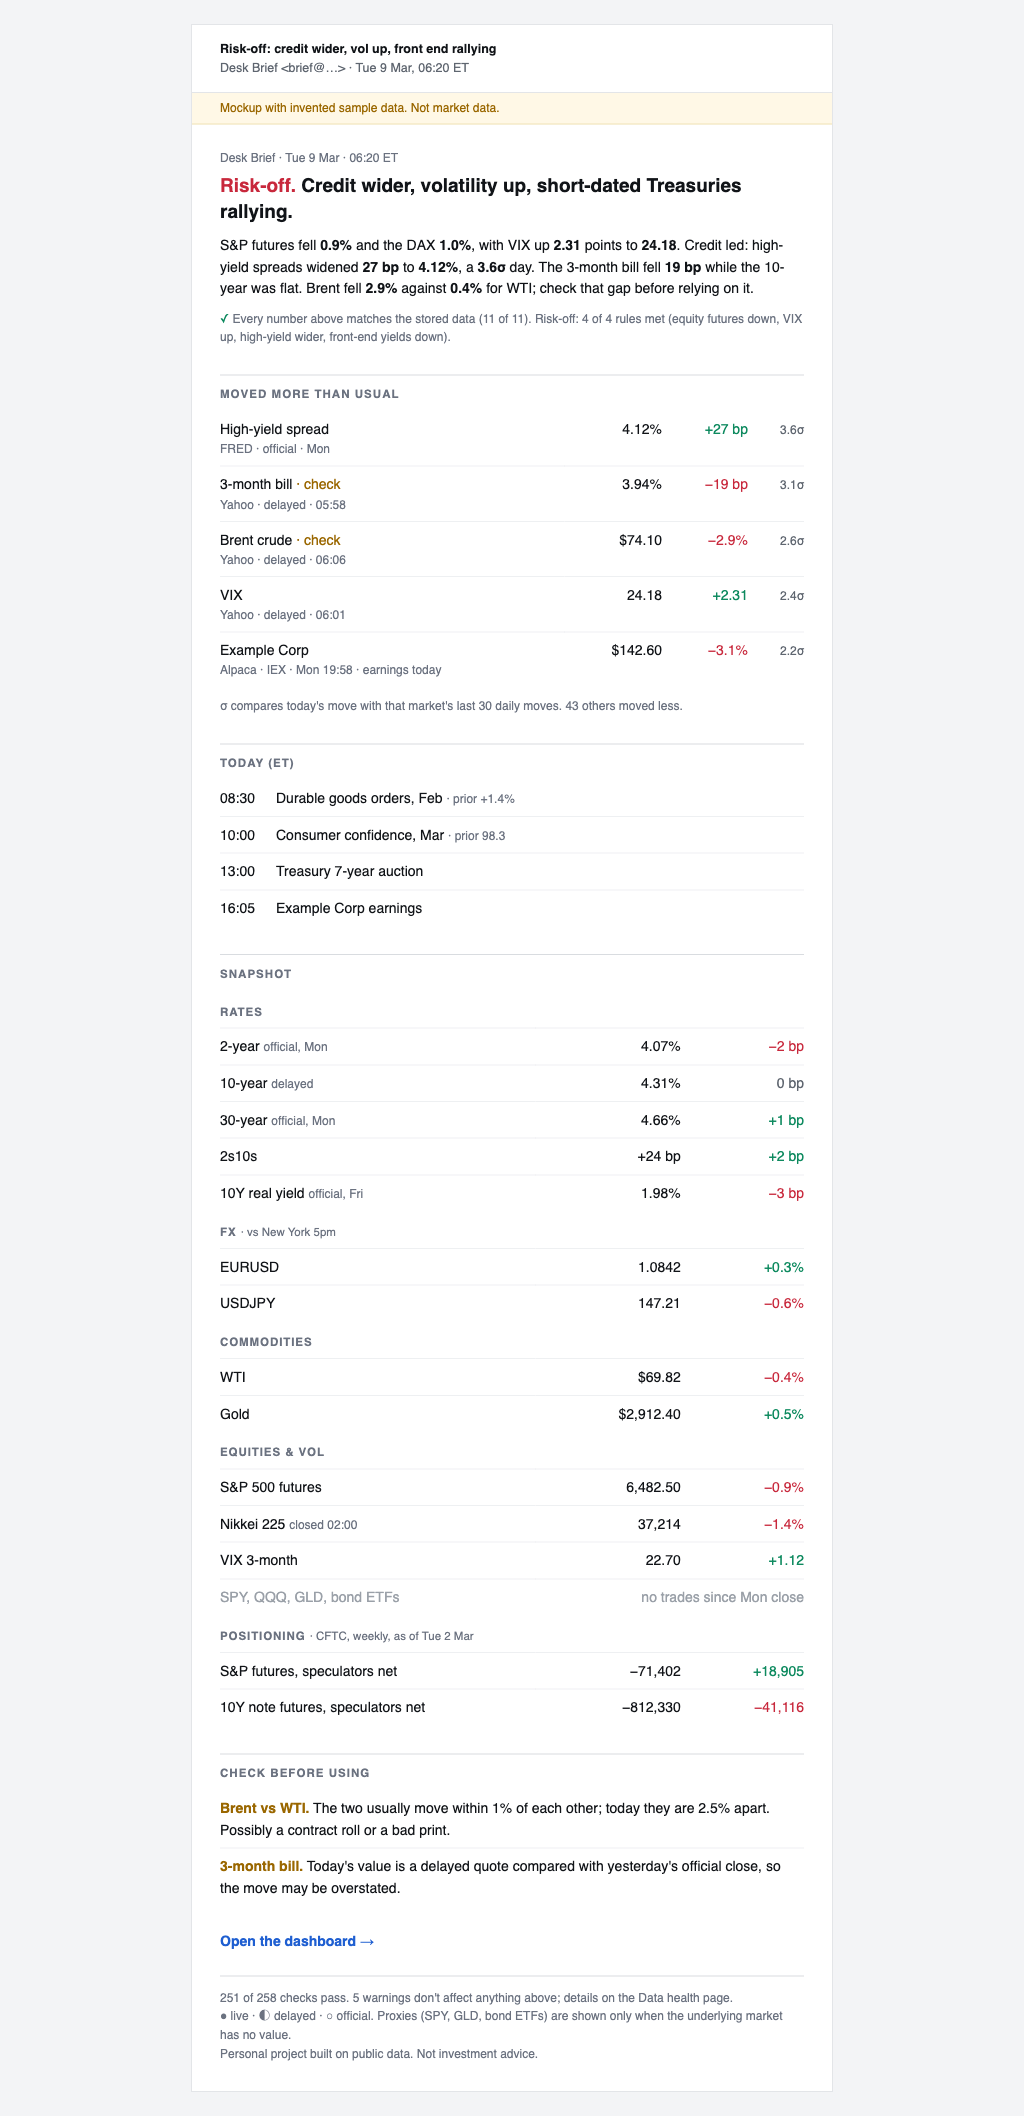 Risk-off: credit wider, vol up, front end rallying
Desk Brief <brief@...> · Tue 9 Mar, 06:20 ET
Mockup with invented sample data. Not market data.
Desk Brief · Tue 9 Mar · 06:20 ET
Risk-off. Credit wider, volatility up, short-dated Treasuries
rallying.
S&P futures fell 0.9% and the DAX 1.0%, with VIX up 2.31 points to 24.18. Credit led: high-
yield spreads widened 27 bp to 4.12%, a 3.6σ day. The 3-month bill fell 19 bp while the 10-
year was flat. Brent fell 2.9% against 0.4% for WTI; check that gap before relying on it.
✓ Every number above matches the stored data (11 of 11). Risk-off: 4 of 4 rules met (equity futures down, VIX
up, high-yield wider, front-end yields down).
MOVED MORE THAN USUAL
High-yield spread 4.12% +27 bp 3.6σ
FRED · official · Mon
3-month bill · check 3.94% −19 bp 3.1σ
Yahoo · delayed · 05:58
Brent crude · check $74.10 −2.9% 2.6σ
Yahoo · delayed · 06:06
VIX 24.18 +2.31 2.4σ
Yahoo · delayed · 06:01
Example Corp $142.60 −3.1% 2.2σ
Alpaca · IEX · Mon 19:58 · earnings today
σ compares today's move with that market's last 30 daily moves. 43 others moved less.
TODAY (ET)
08:30 Durable goods orders, Feb · prior +1.4%
10:00 Consumer confidence, Mar · prior 98.3
13:00 Treasury 7-year auction
16:05 Example Corp earnings
SNAPSHOT
RATES
2-year official, Mon 4.07% −2 bp
10-year delayed 4.31% 0 bp
30-year official, Mon 4.66% +1 bp
2s10s +24 bp +2 bp
10Y real yield official, Fri 1.98% −3 bp
FX · vs New York 5pm
EURUSD 1.0842 +0.3%
USDJPY 147.21 −0.6%
COMMODITIES
WTI $69.82 −0.4%
Gold $2,912.40 +0.5%
EQUITIES & VOL
S&P 500 futures 6,482.50 −0.9%
Nikkei 225 closed 02:00 37,214 −1.4%
VIX 3-month 22.70 +1.12
SPY, QQQ, GLD, bond ETFs no trades since Mon close
POSITIONING · CFTC, weekly, as of Tue 2 Mar
S&P futures, speculators net −71,402 +18,905
10Y note futures, speculators net −812,330 −41,116
CHECK BEFORE USING
Brent vs WTI. The two usually move within 1% of each other; today they are 2.5% apart.
Possibly a contract roll or a bad print.
3-month bill. Today's value is a delayed quote compared with yesterday's official close, so
the move may be overstated.
Open the dashboard →
251 of 258 checks pass. 5 warnings don't affect anything above; details on the Data health page.
● live · ◐ delayed · ○ official. Proxies (SPY, GLD, bond ETFs) are shown only when the underlying market
has no value.
Personal project built on public data. Not investment advice.